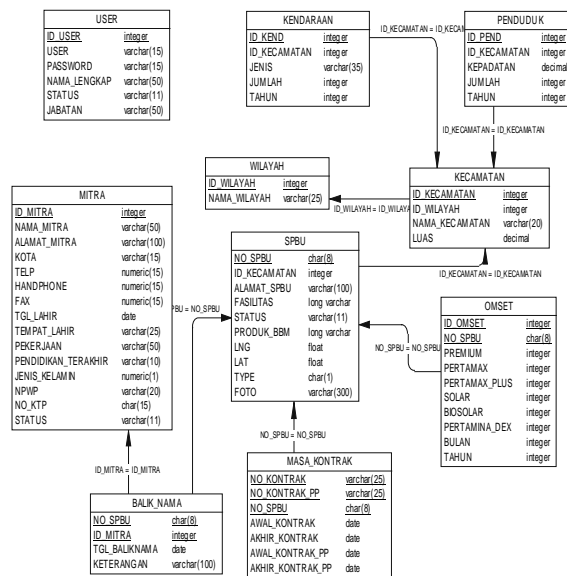 USER
ID_USER integer
USER varchar(15)
PASSWORD varchar(15)
NAMA_LENGKAP varchar(50)
STATUS varchar(11)
JABATAN varchar(50)
KENDARAAN
ID_KEND integer
ID_KECAMATAN integer
JENIS varchar(35)
JUMLAH integer
TAHUN integer
PENDUDUK
ID_PEND integer
ID_KECAMATAN integer
KEPADATAN decimal
JUMLAH integer
TAHUN integer
ID_KECAMATAN = ID_KECAM
ID_KECAMATAN = ID_KECAMATAN
WILAYAH
ID_WILAYAH integer
NAMA_WILAYAH varchar(25)
ID_WILAYAH = ID_WILAYA
KECAMATAN
ID_KECAMATAN integer
ID_WILAYAH integer
NAMA_KECAMATAN varchar(20)
LUAS decimal
ID_KECAMATAN = ID_KECAMATAN
MITRA
ID_MITRA integer
NAMA_MITRA varchar(50)
ALAMAT_MITRA varchar(100)
KOTA varchar(15)
TELP numeric(15)
HANDPHONE numeric(15)
FAX numeric(15)
TGL_LAHIR date
TEMPAT_LAHIR varchar(25)
PEKERJAAN varchar(50)
PENDIDIKAN_TERAKHIR varchar(10)
JENIS_KELAMIN numeric(1)
NPWP varchar(20)
NO_KTP char(15)
STATUS varchar(11)
PBU = NO_SPBU
SPBU
NO_SPBU char(8)
ID_KECAMATAN integer
ALAMAT_SPBU varchar(100)
FASILITAS long varchar
STATUS varchar(11)
PRODUK_BBM long varchar
LNG float
LAT float
TYPE char(1)
FOTO varchar(300)
NO_SPBU = NO_SPBU
OMSET
ID_OMSET integer
NO_SPBU char(8)
PREMIUM integer
PERTAMAX integer
PERTAMAX_PLUS integer
SOLAR integer
BIOSOLAR integer
PERTAMINA_DEX integer
BULAN integer
TAHUN integer
NO_SPBU = NO_SPBU
ID_MITRA = ID_MITRA
BALIK_NAMA
NO_SPBU char(8)
ID_MITRA integer
TGL_BALIKNAMA date
KETERANGAN varchar(100)
MASA_KONTRAK
NO_KONTRAK varchar(25)
NO_KONTRAK_PP varchar(25)
NO_SPBU char(8)
AWAL_KONTRAK date
AKHIR_KONTRAK date
AWAL_KONTRAK_PP date
AKHIR_KONTRAK_PP date